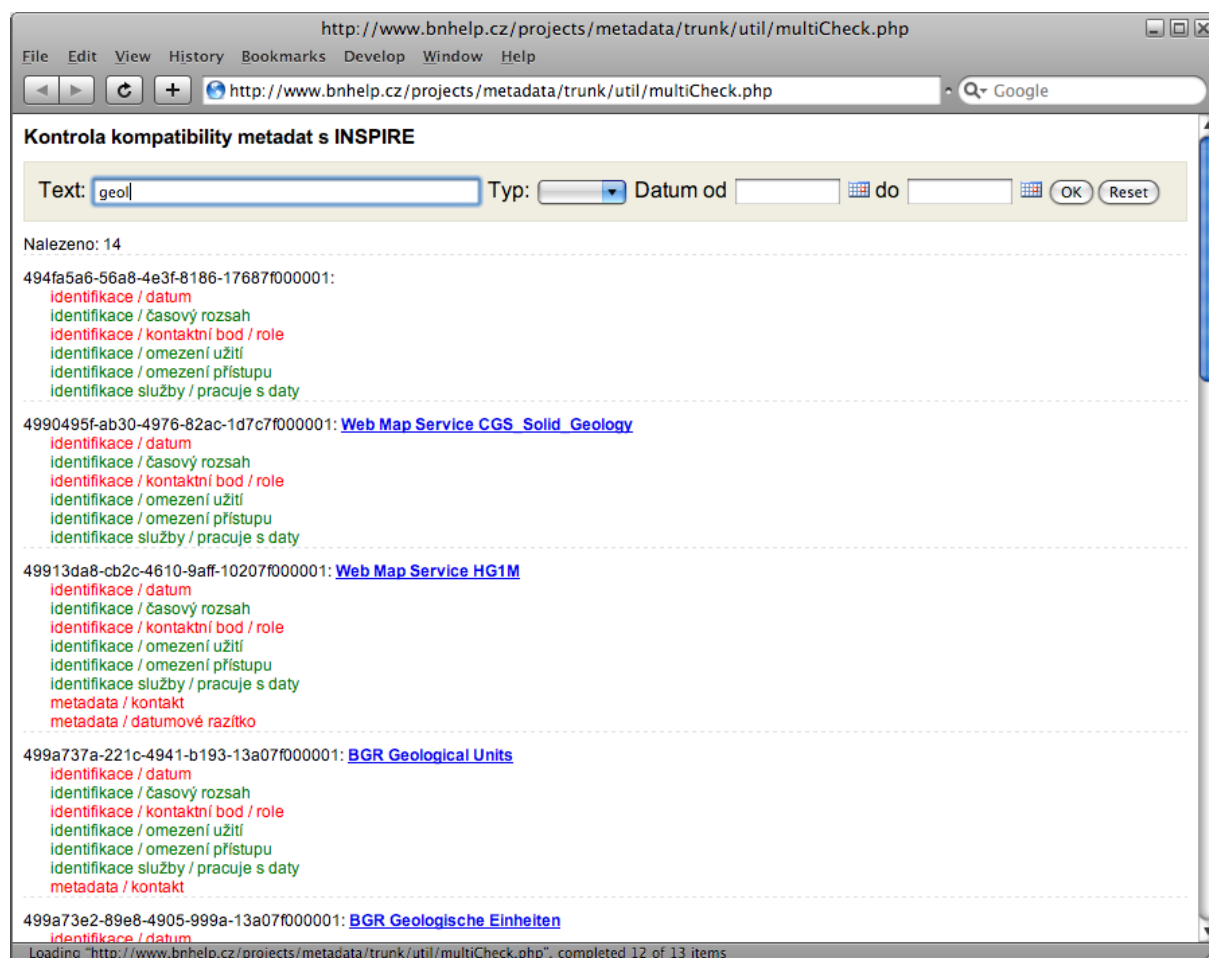 http://www.bnhelp.cz/projects/metadata/trunk/util/multiCheck.php
File Edit View History Bookmarks Develop Window Help
http://www.bnhelp.cz/projects/metadata/trunk/util/multiCheck.php Google
Kontrola kompatibility metadat s INSPIRE
Text: geol Typ: Datum od do OK Reset
Nalezeno: 14
494fa5a6-56a8-4e3f-8186-17687f000001:
identifikace / datum
identifikace / časový rozsah
identifikace / kontaktní bod / role
identifikace / omezení užití
identifikace / omezení přístupu
identifikace služby / pracuje s daty
4990495f-ab30-4976-82ac-1d7c7f000001: Web Map Service CGS_Solid_Geology
identifikace / datum
identifikace / časový rozsah
identifikace / kontaktní bod / role
identifikace / omezení užití
identifikace / omezení přístupu
identifikace služby / pracuje s daty
49913da8-cb2c-4610-9aff-10207f000001: Web Map Service HG1M
identifikace / datum
identifikace / časový rozsah
identifikace / kontaktní bod / role
identifikace / omezení užití
identifikace / omezení přístupu
identifikace služby / pracuje s daty
metadata / kontakt
metadata / datumové razítko
499a737a-221c-4941-b193-13a07f000001: BGR Geological Units
identifikace / datum
identifikace / časový rozsah
identifikace / kontaktní bod / role
identifikace / omezení užití
identifikace / omezení přístupu
identifikace služby / pracuje s daty
metadata / kontakt
499a73e2-89e8-4905-999a-13a07f000001: BGR Geologische Einheiten
identifikace / datum
Loading "http://www.bnhelp.cz/projects/metadata/trunk/util/multiCheck.php", completed 12 of 13 items